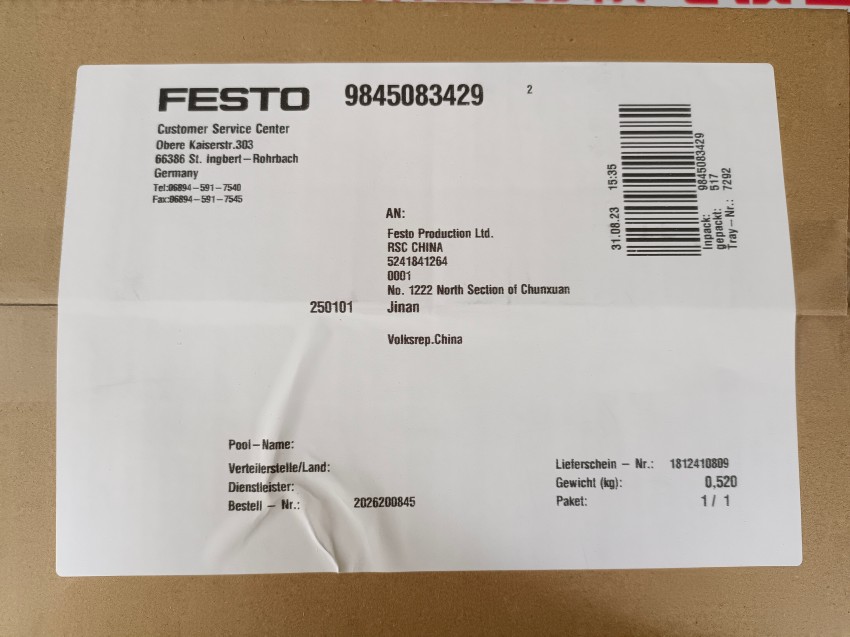 FESTO 9845083429 2
Customer Service Center
Obere Kaiserstr.303
66386 St. Ingbert-Rohrbach
Germany
Tel:06894-591-7540
Fax:06894-591-7545
31.08.23 15:35
9845083429
Inpack: 517
gepackt:
Tray-Nr.: 7292
AN:
Festo Production Ltd.
RSC CHINA
5241841264
0001
No. 1222 North Section of Chunxuan
250101 Jinan
Volksrep.China
Pool-Name:
Verteilerstelle/Land:
Dienstleister:
Bestell - Nr.: 2026200845
Lieferschein - Nr.: 1812410809
Gewicht (kg): 0,520
Paket: 1/ 1